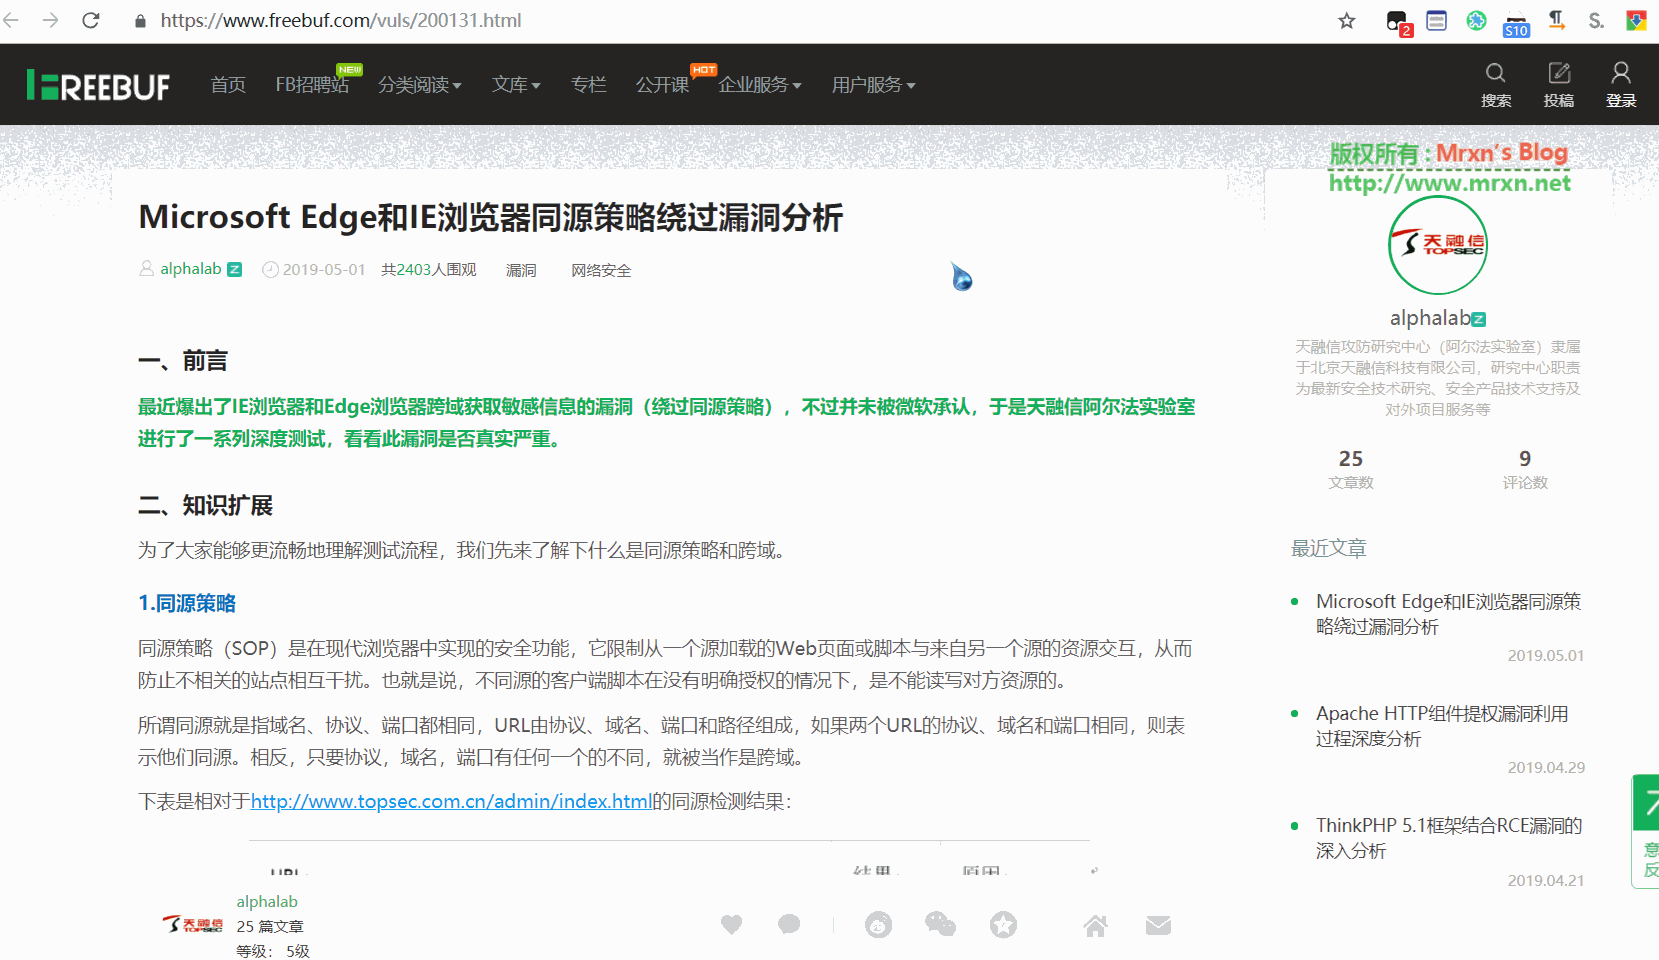 https://www.freebuf.com/vuls/200131.html
2
S10
S.
FREEBUF
首页
FB招聘站
NEW
分类阅读
文库
专栏
公开课
HOT
企业服务
用户服务
搜索
投稿
登录
版权所有 : Mrxn's Blog
http://www.mrxn.net
Microsoft Edge和IE浏览器同源策略绕过漏洞分析
alphalab Z 2019-05-01 共2403人围观 漏洞 网络安全
一、前言
最近爆出了IE浏览器和Edge浏览器跨域获取敏感信息的漏洞（绕过同源策略），不过并未被微软承认，于是天融信阿尔法实验室
进行了一系列深度测试，看看此漏洞是否真实严重。
二、知识扩展
为了大家能够更流畅地理解测试流程，我们先来了解下什么是同源策略和跨域。
1.同源策略
同源策略（SOP）是在现代浏览器中实现的安全功能，它限制从一个源加载的Web页面或脚本与来自另一个源的资源交互，从而
防止不相关的站点相互干扰。也就是说，不同源的客户端脚本在没有明确授权的情况下，是不能读写对方资源的。
所谓同源就是指域名、协议、端口都相同，URL由协议、域名、端口和路径组成，如果两个URL的协议、域名和端口相同，则表
示他们同源。相反，只要协议，域名，端口有任何一个的不同，就被当作是跨域。
下表是相对于http://www.topsec.com.cn/admin/index.html的同源检测结果：
URL
结果
原因
天融信
TOPSEC
alphalab
25 篇文章
等级： 5级
天融信
TOPSEC
alphalab Z
天融信攻防研究中心（阿尔法实验室）隶属
于北京天融信科技有限公司，研究中心职责
为最新安全技术研究、安全产品技术支持及
对外项目服务等
25
文章数
9
评论数
最近文章
Microsoft Edge和IE浏览器同源策
略绕过漏洞分析
2019.05.01
Apache HTTP组件提权漏洞利用
过程深度分析
2019.04.29
ThinkPHP 5.1框架结合RCE漏洞的
深入分析
2019.04.21
意
反